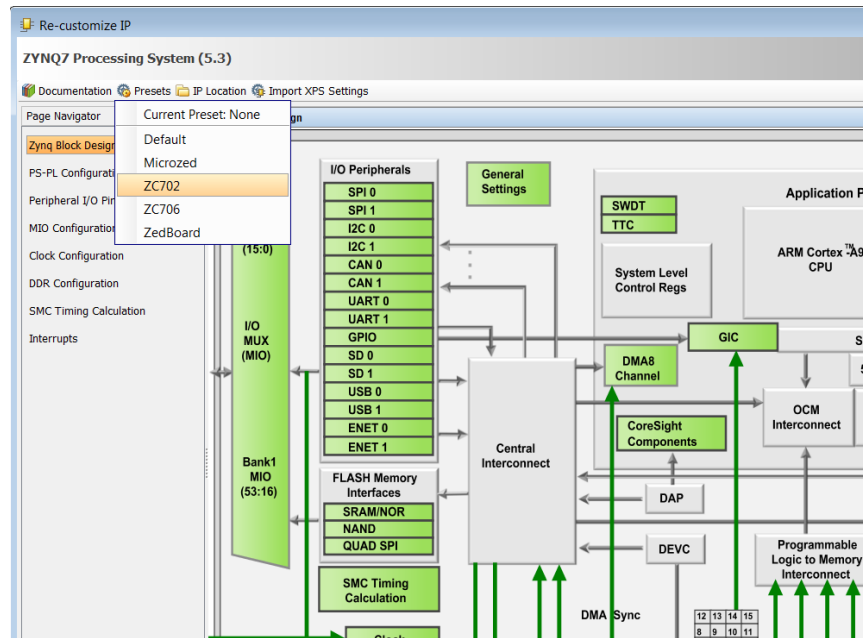 Re-customize IP
ZYNQ7 Processing System (5.3)
Documentation Presets IP Location Import XPS Settings
Page Navigator
Current Preset: None
Default
Microzed
ZC702
ZC706
ZedBoard
Zynq Block Design
PS-PL Configurati
Peripheral I/O Pin
MIO Configuration
Clock Configuration
DDR Configuration
SMC Timing Calculation
Interrupts
gn
(15:0)
I/O
MUX
(MIO)
Bank1
MIO
(53:16)
I/O Peripherals
SPI 0
SPI 1
I2C 0
I2C 1
CAN 0
CAN 1
UART 0
UART 1
GPIO
SD 0
SD 1
USB 0
USB 1
ENET 0
ENET 1
FLASH Memory
Interfaces
SRAM/NOR
NAND
QUAD SPI
SMC Timing
Calculation
Clock
General
Settings
Central
Interconnect
Application P
SWDT
TTC
System Level
Control Regs
ARM Cortex™-A9
CPU
GIC
S
5
DMA8
Channel
CoreSight
Components
OCM
Interconnect
DAP
DEVC
Programmable
Logic to Memory
Interconnect
DMA Sync
12 13 14 15
8 9 10 11